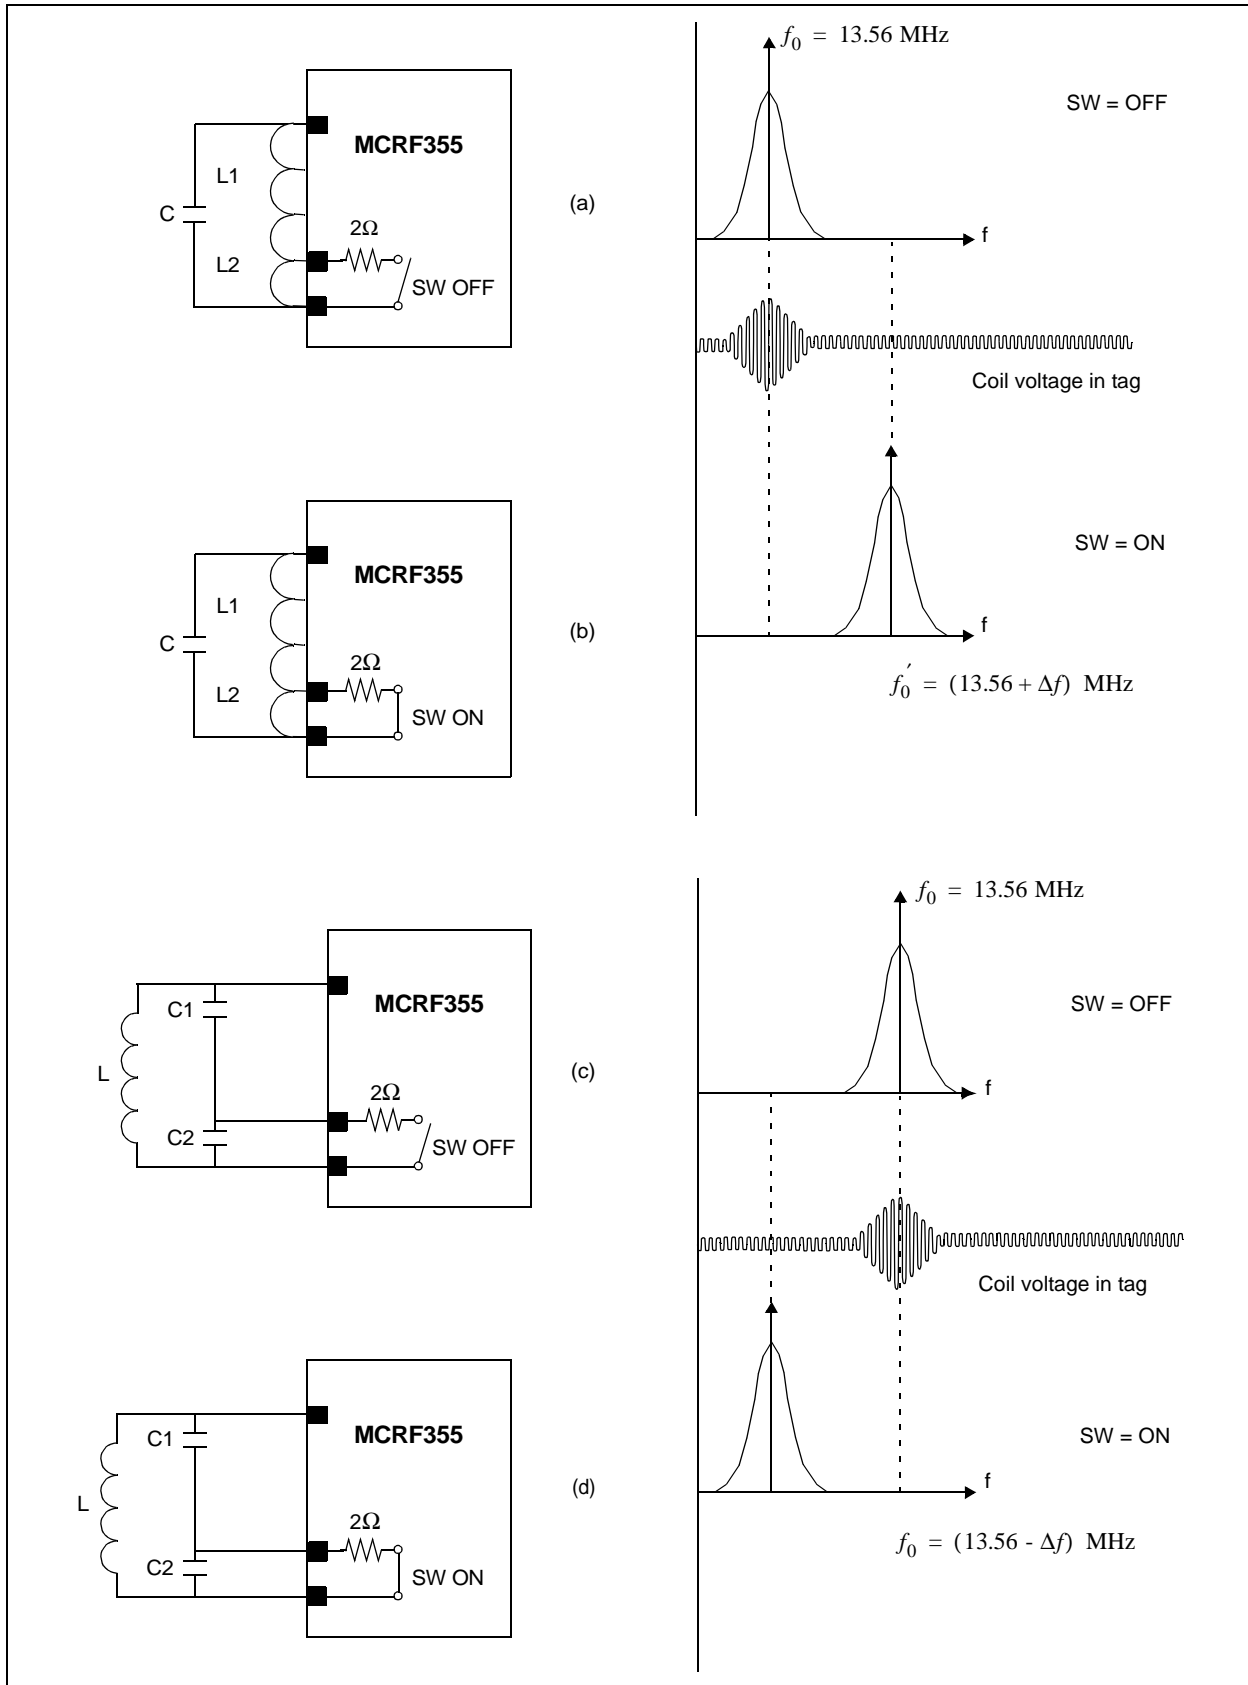 f0 = 13.56 MHz
SW = OFF
MCRF355
L1
C
2Ω
(a)
f
L2
SW OFF
Coil voltage in tag
MCRF355
SW = ON
L1
C
(b)
f
2Ω
L2
SW ON
f0′ = (13.56 + Δf) MHz
f0 = 13.56 MHz
MCRF355
SW = OFF
C1
L
(c)
f
2Ω
C2
SW OFF
Coil voltage in tag
MCRF355
SW = ON
C1
L
(d)
f
2Ω
C2
SW ON
f0 = (13.56 - Δf) MHz